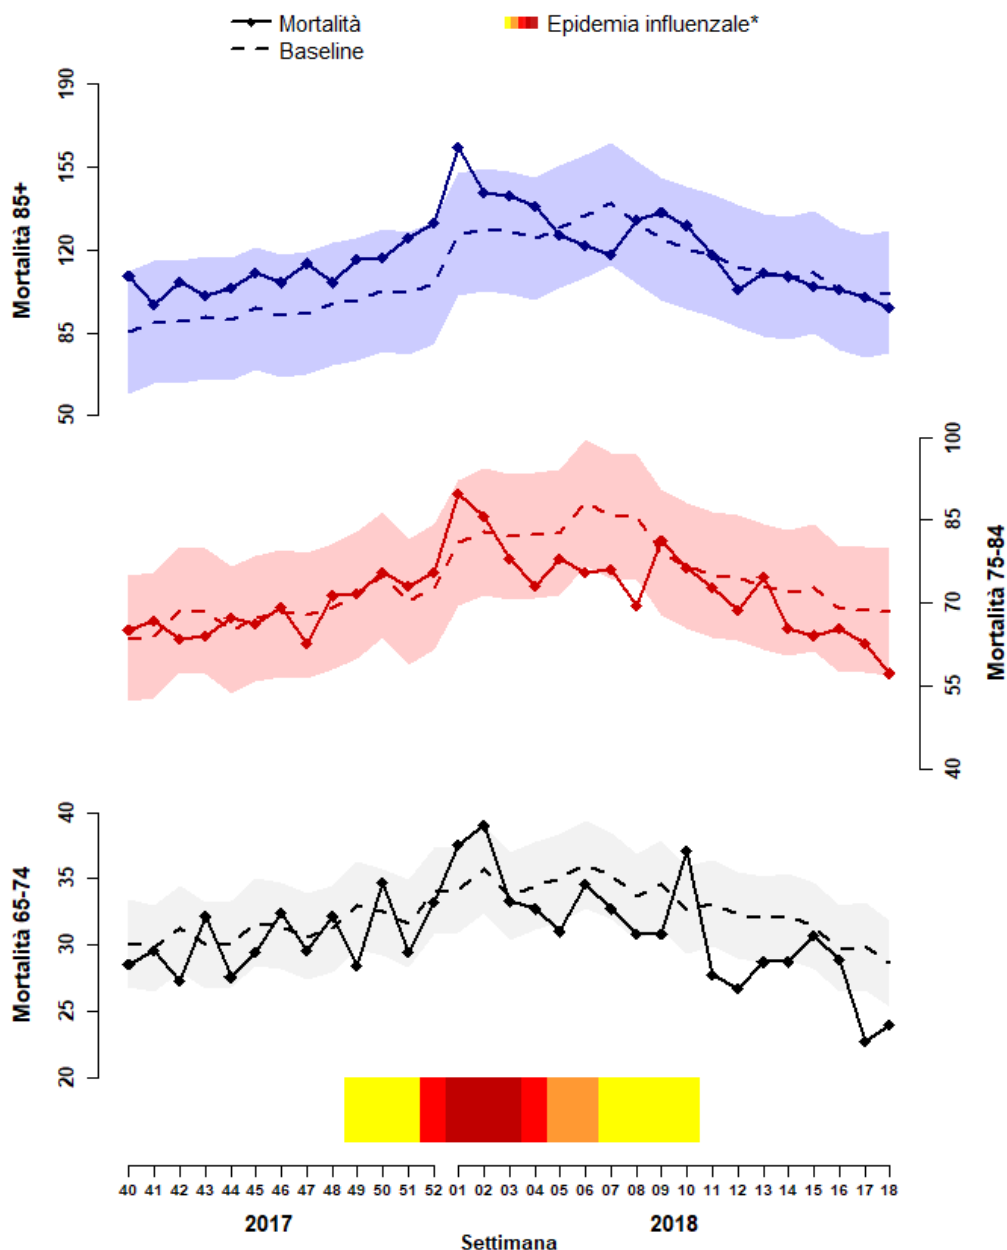 Mortalità
Epidemia influenzale*
Baseline
Mortalità 85+
190
155
120
85
50
Mortalità 75-84
100
85
70
55
40
Mortalità 65-74
40
35
30
25
20
40 41 42 43 44 45 46 47 48 49 50 51 52 01 02 03 04 05 06 07 08 09 10 11 12 13 14 15 16 17 18
2017 2018
Settimana